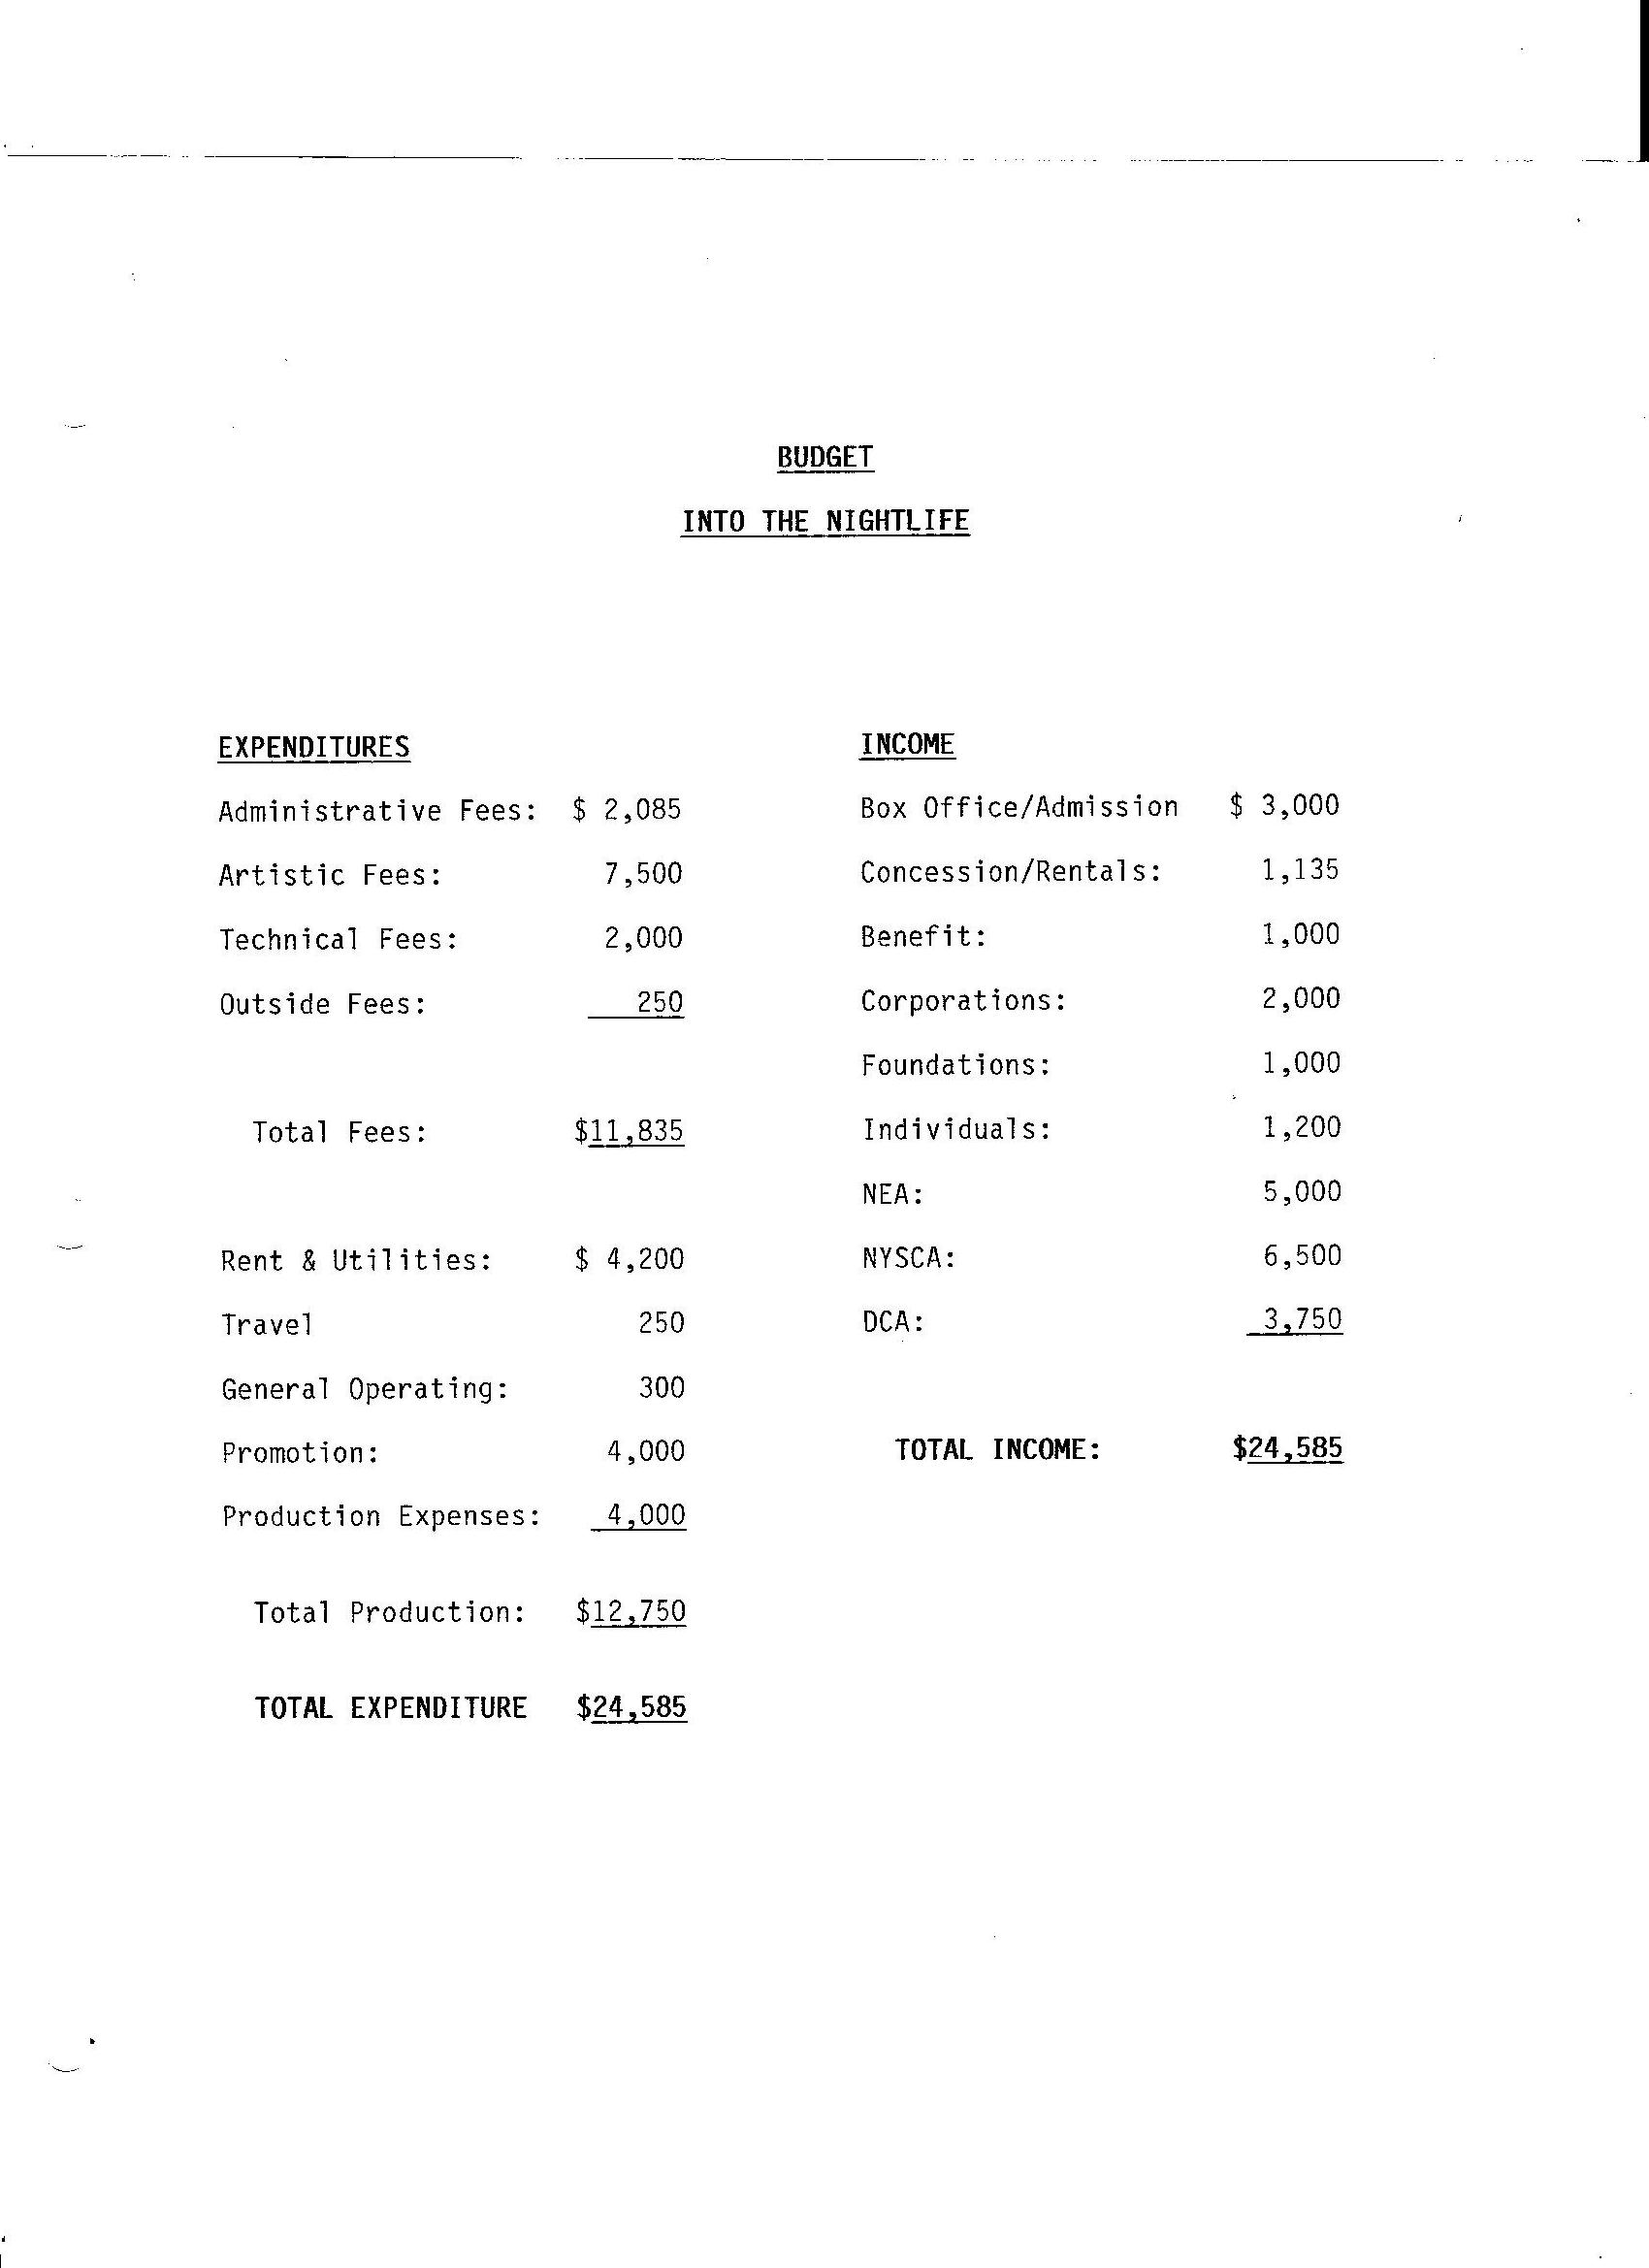 BUDGET
INTO THE NIGHTLIFE
EXPENDITURES
Administrative Fees: $ 2,085
Artistic Fees: 7,500
Technical Fees: 2,000
Outside Fees: 250
Total Fees: $11,835
Rent & Utilities: $ 4,200
Travel 250
General Operating: 300
Promotion: 4,000
Production Expenses: 4,000
Total Production: $12,750
TOTAL EXPENDITURE $24,585
INCOME
Box Office/Admission $ 3,000
Concession/Rentals: 1,135
Benefit: 1,000
Corporations: 2,000
Foundations: 1,000
Individuals: 1,200
NEA: 5,000
NYSCA: 6,500
DCA: 3,750
TOTAL INCOME: $24,585